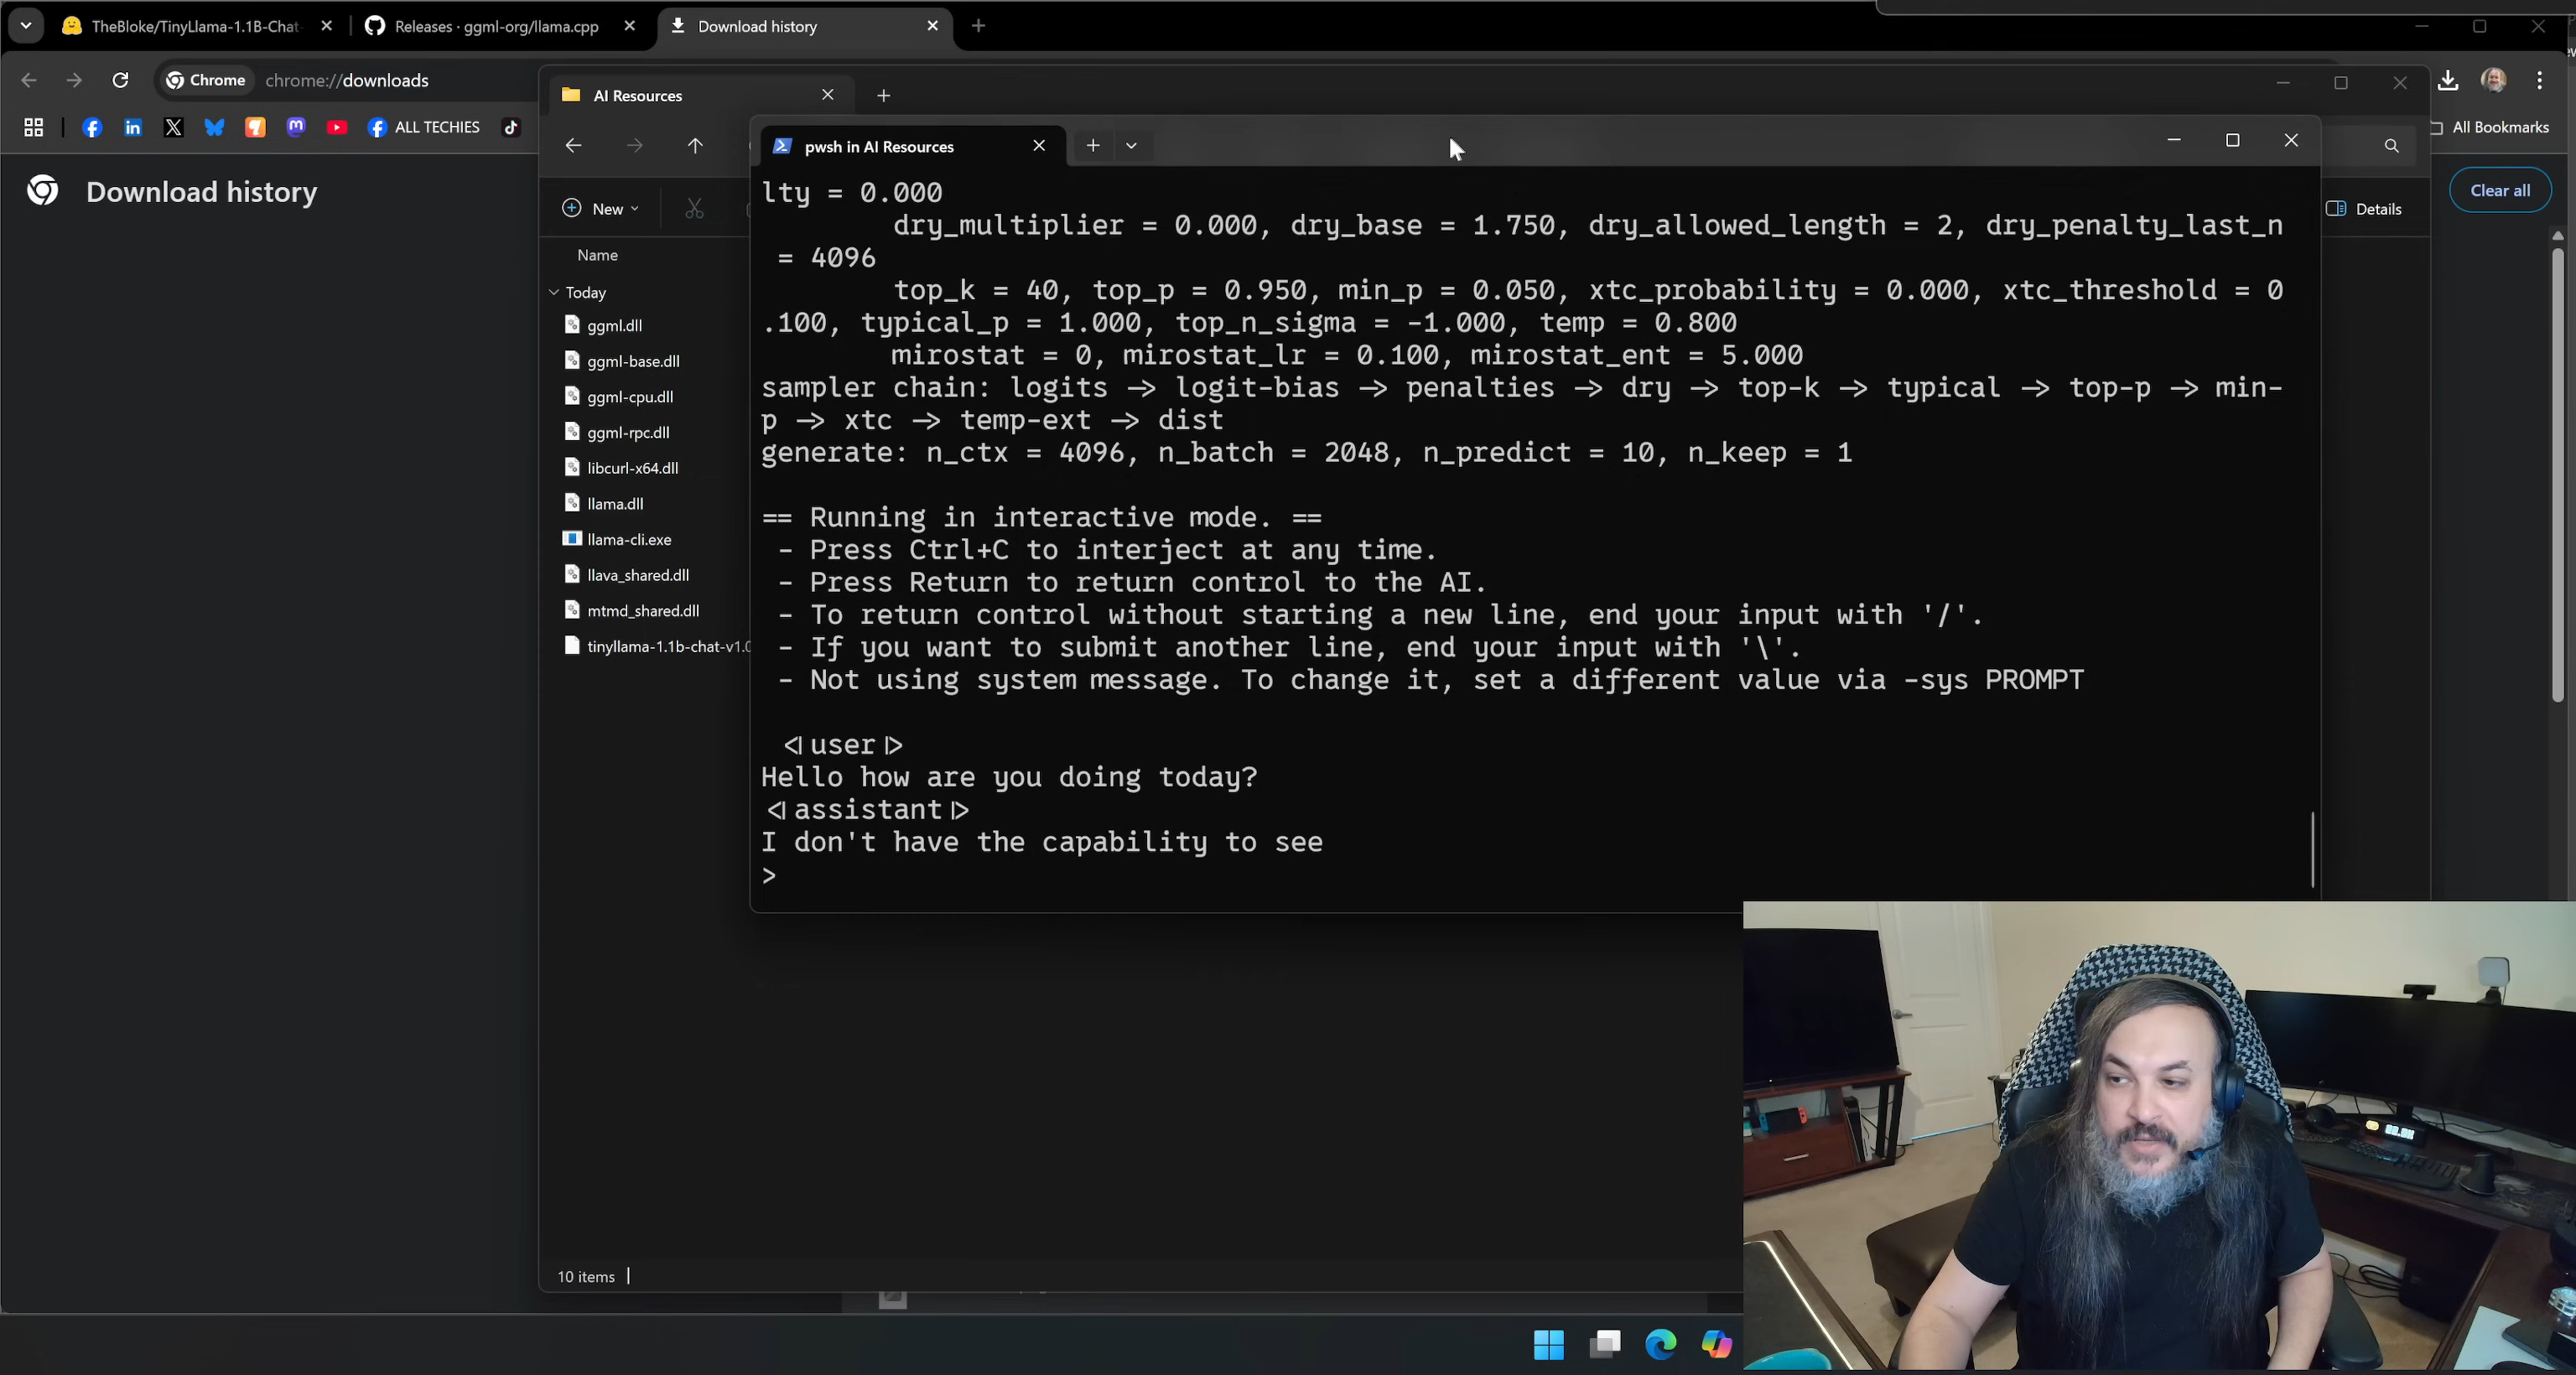 TheBloke/TinyLlama-1.1B-Chat-
Releases · ggml-org/llama.cpp
Download history
Chrome
chrome://downloads
ALL TECHIES
All Bookmarks
Download history
Clear all
AI Resources
New
Details
Name
Today
ggml.dll
ggml-base.dll
ggml-cpu.dll
ggml-rpc.dll
libcurl-x64.dll
llama.dll
llama-cli.exe
llava_shared.dll
mtmd_shared.dll
tinyllama-1.1b-chat-v1.0
10 items
pwsh in AI Resources
lty = 0.000
dry_multiplier = 0.000, dry_base = 1.750, dry_allowed_length = 2, dry_penalty_last_n
= 4096
top_k = 40, top_p = 0.950, min_p = 0.050, xtc_probability = 0.000, xtc_threshold = 0
.100, typical_p = 1.000, top_n_sigma = -1.000, temp = 0.800
mirostat = 0, mirostat_lr = 0.100, mirostat_ent = 5.000
sampler chain: logits -> logit-bias -> penalties -> dry -> top-k -> typical -> top-p -> min-
p -> xtc -> temp-ext -> dist
generate: n_ctx = 4096, n_batch = 2048, n_predict = 10, n_keep = 1
== Running in interactive mode. ==
- Press Ctrl+C to interject at any time.
- Press Return to return control to the AI.
- To return control without starting a new line, end your input with '/'.
- If you want to submit another line, end your input with '\'.
- Not using system message. To change it, set a different value via -sys PROMPT
<|user|>
Hello how are you doing today?
<|assistant|>
I don't have the capability to see
>